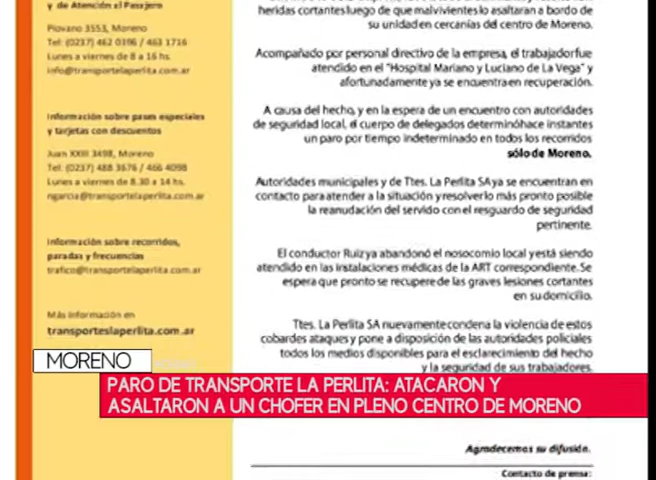 y de Atención al Pasajero
Piovano 3553, Moreno
Tel: (0237) 462 0396 / 463 1716
Lunes a viernes de 8 a 16 hs.
info@transportelaperlita.com.ar
Información sobre pases especiales
y tarjetas con descuentos
Juan XXIII 3498, Moreno
Tel: (0237) 488 3676 / 466 4098
Lunes a viernes de 8.30 a 14 hs.
ngarcia@transportelaperlita.com.ar
Información sobre recorridos,
paradas y frecuencias
trafico@transportelaperlita.com.ar
Más información en
transporteslaperlita.com.ar
heridas cortantes luego de que malvivientes lo asaltaran a bordo de
su unidad en cercanías del centro de Moreno.
Acompañado por personal directivo de la empresa, el trabajador fue
atendido en el "Hospital Mariano y Luciano de La Vega" y
afortunadamente ya se encuentra en recuperación.
A causa del hecho, y en la espera de un encuentro con autoridades
de seguridad local, el cuerpo de delegados determinó hace instantes
un paro por tiempo indeterminado en todos los recorridos
sólo de Moreno.
Autoridades municipales y de Ttes. La Perlita SA ya se encuentran en
contacto para atender a la situación y resolverlo más pronto posible
la reanudación del servido con el resguardo de seguridad
pertinente.
El conductor Ruiz ya abandonó el nosocomio local y está siendo
atendido en las instalaciones médicas de la ART correspondiente. Se
espera que pronto se recupere de las graves lesiones cortantes
en su domicilio.
Ttes. La Perlita SA nuevamente condena la violencia de estos
cobardes ataques y pone a disposición de las autoridades policiales
todos los medios disponibles para el esclarecimiento del hecho
y la seguridad de sus trabajadores.
MORENO
PARO DE TRANSPORTE LA PERLITA: ATACARON Y
ASALTARON A UN CHOFER EN PLENO CENTRO DE MORENO
Agradecemos su difusión.
Contacto de prensa: